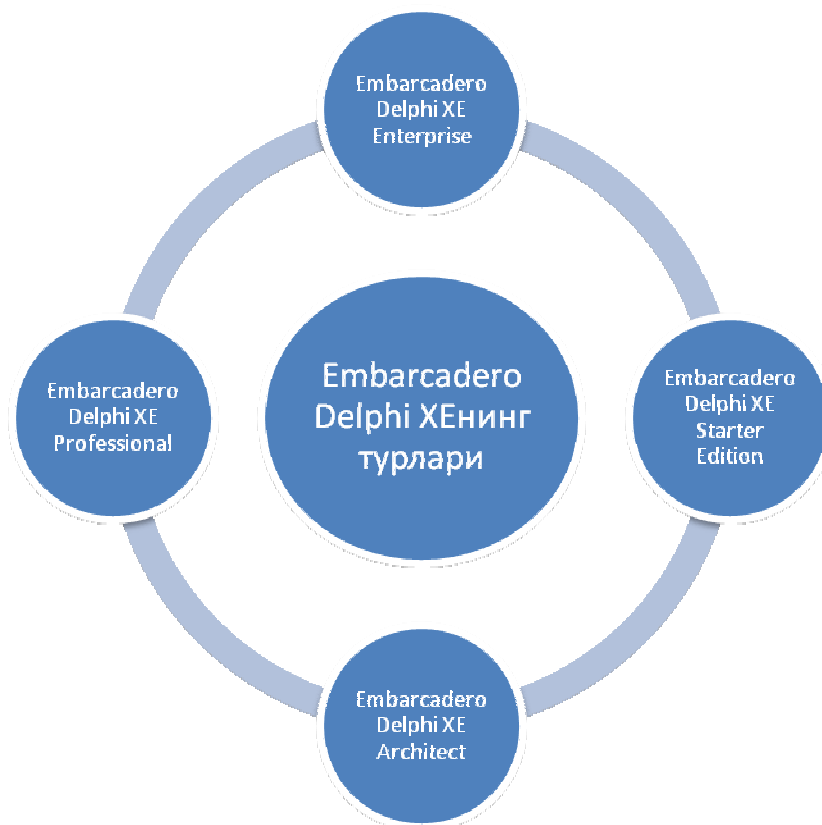 Embarcadero
Delphi XE
Enterprise
Embarcadero
Delphi XE
Professional
Embarcadero
Delphi XEнинг
турлари
Embarcadero
Delphi XE
Starter
Edition
Embarcadero
Delphi XE
Architect